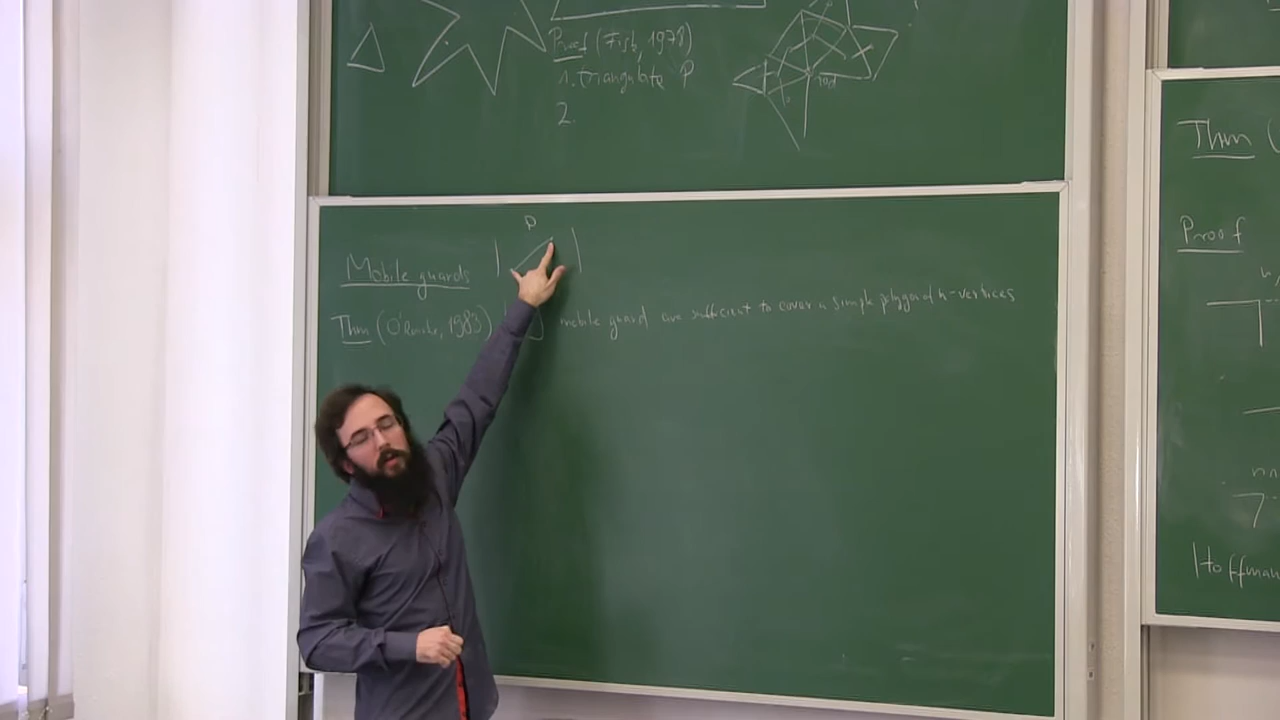 Proof (Fisk, 1978)
1. triangulate P
2.
Mobile guards
P
Thm (O'Rourke, 1983) mobile guard are sufficient to cover a simple polygon of n-vertices
Thm (
Proof
Hoffman